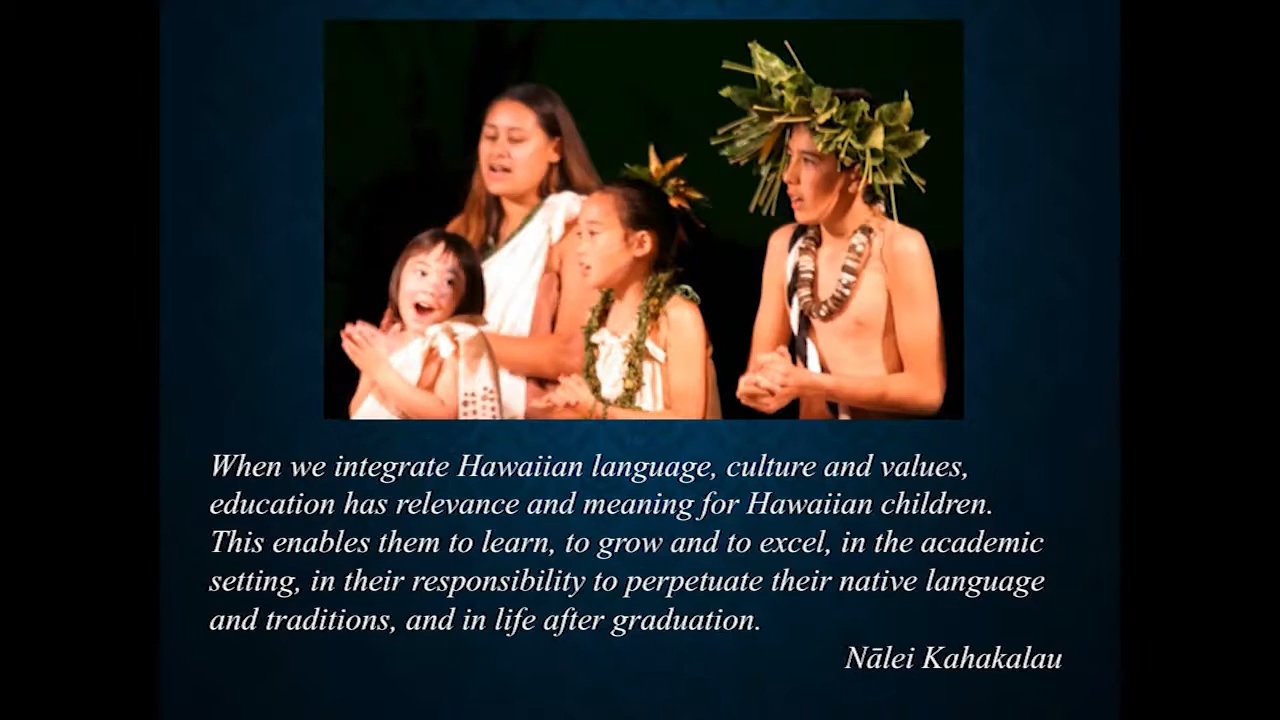 When we integrate Hawaiian language, culture and values,
education has relevance and meaning for Hawaiian children.
This enables them to learn, to grow and to excel, in the academic
setting, in their responsibility to perpetuate their native language
and traditions, and in life after graduation.
Nālei Kahakalau